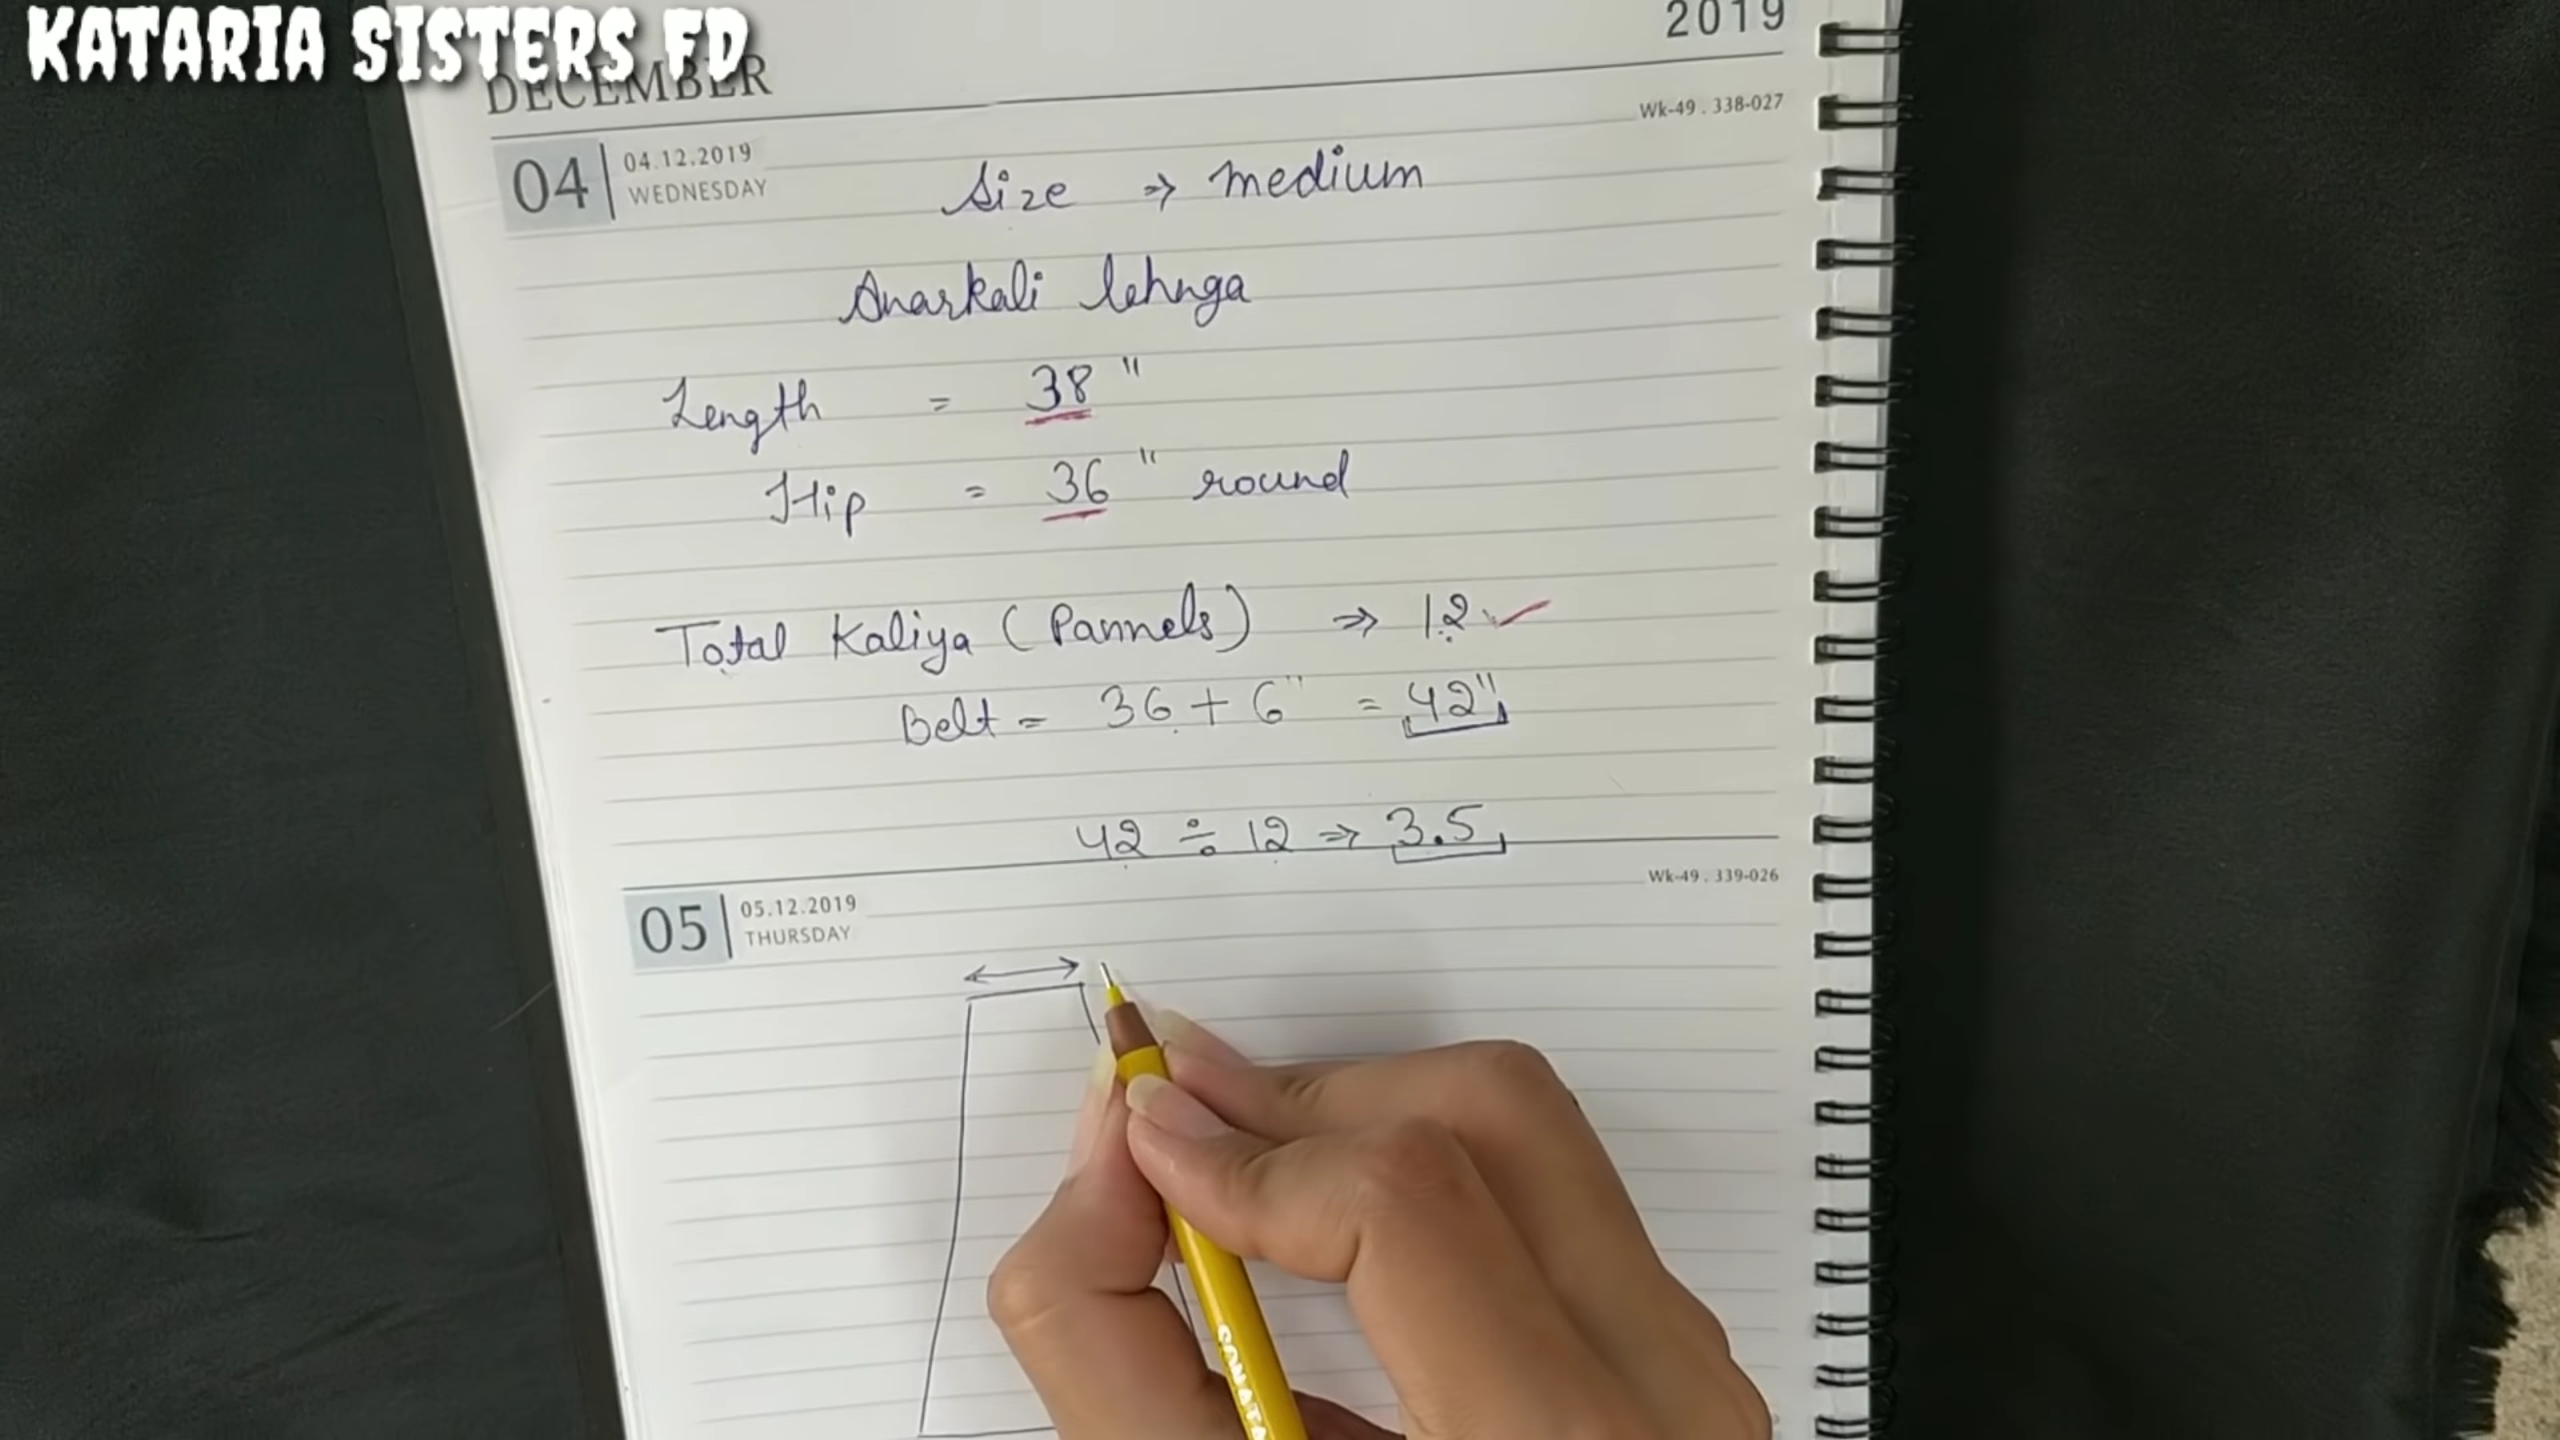 KATARIA SISTERS FD
2019
DECEMBER
Wk-49 . 338-027
04
04.12.2019
WEDNESDAY
Size ⇒ medium
Anarkali lehnga
Length = 38"
Hip = 36" round
Total Kaliya (Pannels) ⇒ 12 ✓
Belt = 36 + 6" = 42"
42 ÷ 12 ⇒ 3.5
Wk-49 . 339-026
05
05.12.2019
THURSDAY